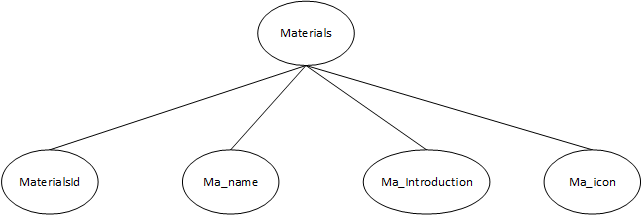 Materials
MaterialsId
Ma_name
Ma_Introduction
Ma_icon